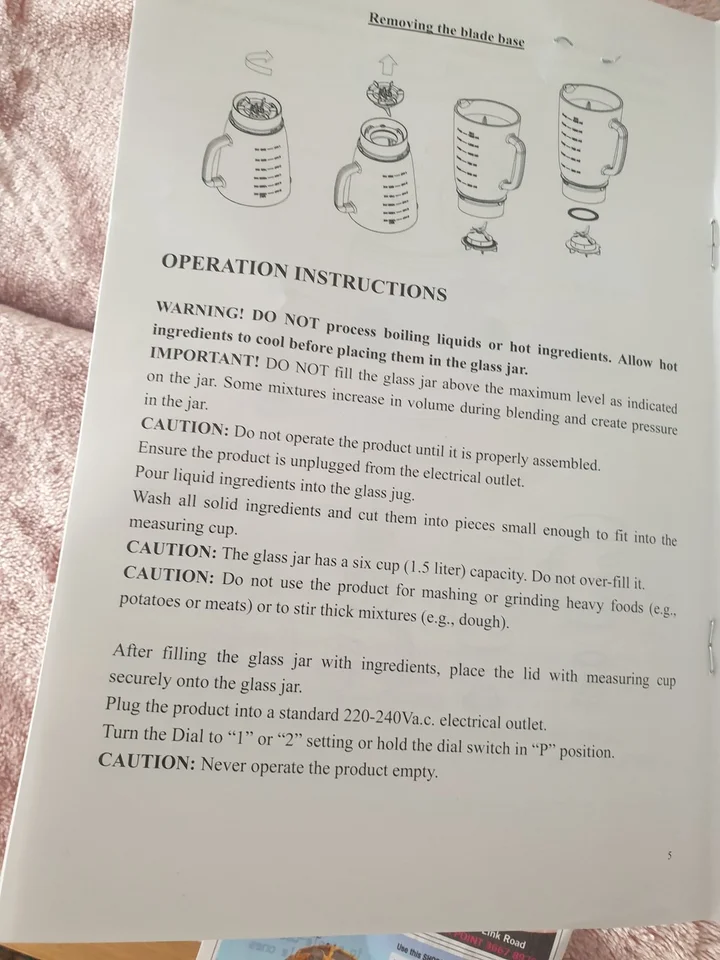 Removing the blade base
OPERATION INSTRUCTIONS
WARNING! DO NOT process boiling liquids or hot ingredients. Allow hot
ingredients to cool before placing them in the glass jar.
IMPORTANT! DO NOT fill the glass jar above the maximum level as indicated
on the jar. Some mixtures increase in volume during blending and create pressure
in the jar.
CAUTION: Do not operate the product until it is properly assembled.
Ensure the product is unplugged from the electrical outlet.
Pour liquid ingredients into the glass jug.
Wash all solid ingredients and cut them into pieces small enough to fit into the
measuring cup.
CAUTION: The glass jar has a six cup (1.5 liter) capacity. Do not over-fill it.
CAUTION: Do not use the product for mashing or grinding heavy foods (e.g.,
potatoes or meats) or to stir thick mixtures (e.g., dough).
After filling the glass jar with ingredients, place the lid with measuring cup
securely onto the glass jar.
Plug the product into a standard 220-240Va.c. electrical outlet.
Turn the Dial to “1” or “2” setting or hold the dial switch in “P” position.
CAUTION: Never operate the product empty.
5
Link Road
POINT
Use this